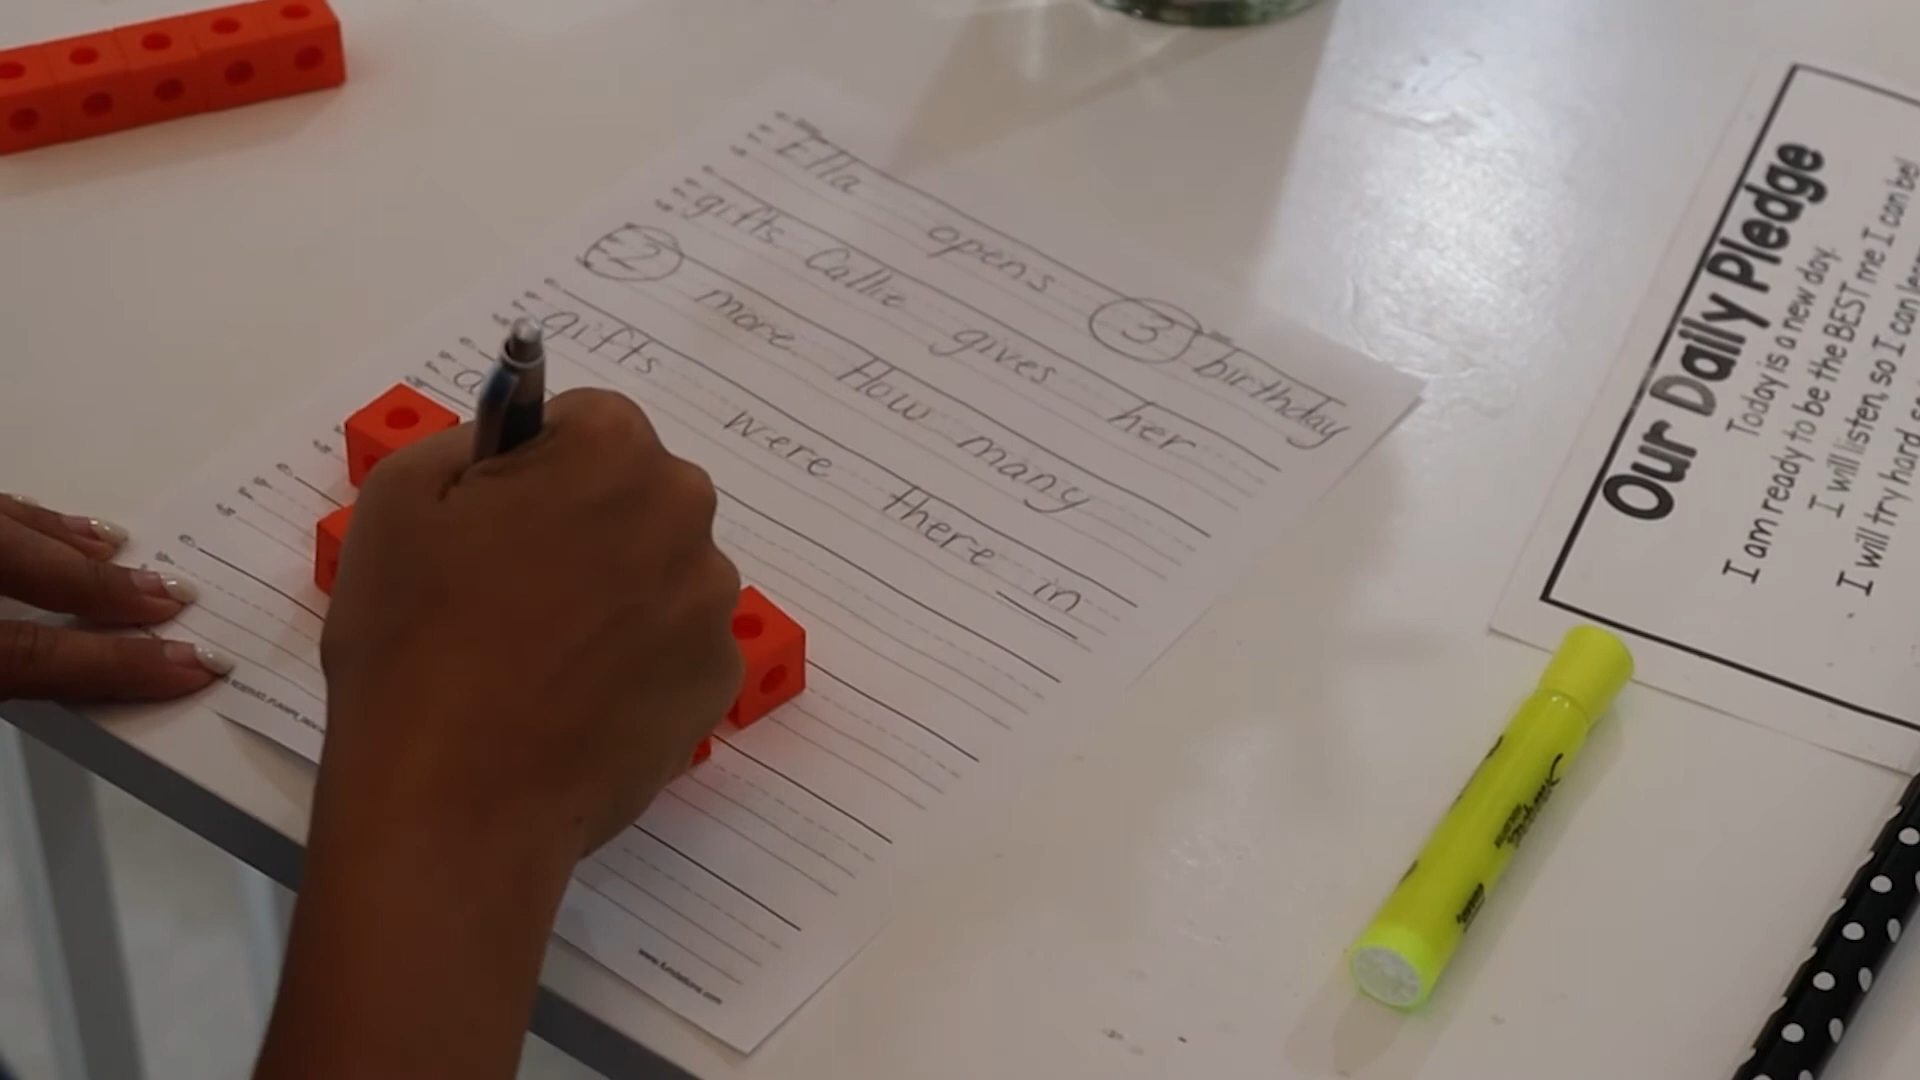 Ella opens 3 birthday
gifts Callie gives her
2 more How many
gifts were there in
a
Our Daily Pledge
Today is a new day.
I am ready to be the BEST me I can be!
I will listen, so I can learn
I will try hard, so